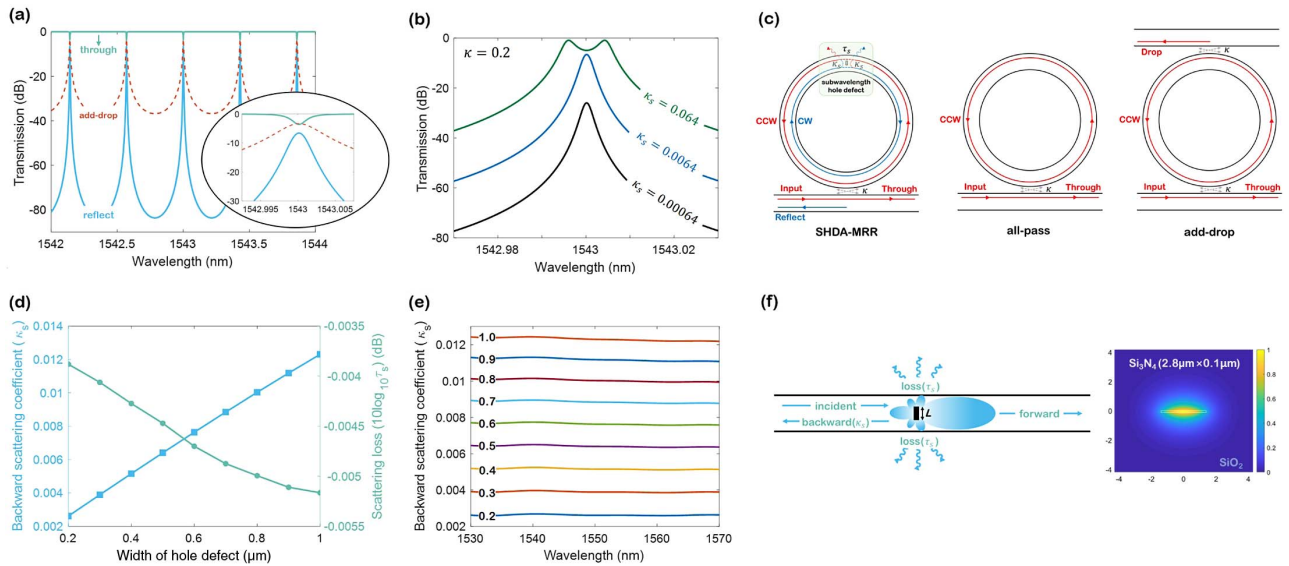 (a)
0
-20
-40
-60
-80
Transmission (dB)
through
add-drop
reflect
0
-10
-20
-30
1542.995
1543
1543.005
1542
1542.5
1543
1543.5
1544
Wavelength (nm)
(b)
0
-20
-40
-60
-80
Transmission (dB)
κ = 0.2
κs = 0.064
κs = 0.0064
κs = 0.00064
1542.98
1543
1543.02
Wavelength (nm)
(c)
τs
κs
κs
subwavelength
hole defect
CCW
CW
Input
κ
Through
Reflect
SHDA-MRR
CCW
Input
κ
Through
all-pass
Drop
κ
CCW
Input
κ
Through
add-drop
(d)
0.014
0.012
0.01
0.008
0.006
0.004
0.002
Backward scattering coefficient (κs)
-0.0035
-0.004
-0.0045
-0.005
-0.0055
Scattering loss (10log10τs) (dB)
0.2
0.4
0.6
0.8
1
Width of hole defect (μm)
(e)
0.012
0.01
0.008
0.006
0.004
0.002
Backward scattering coefficient (κs)
1.0
0.9
0.8
0.7
0.6
0.5
0.4
0.3
0.2
1530
1540
1550
1560
1570
Wavelength (nm)
(f)
loss(τs)
incident
backward(κs)
L
forward
loss(τs)
Si3N4 (2.8μm×0.1μm)
SiO2
4
2
0
-2
-4
-4
-2
0
2
4
1
0.8
0.6
0.4
0.2
0